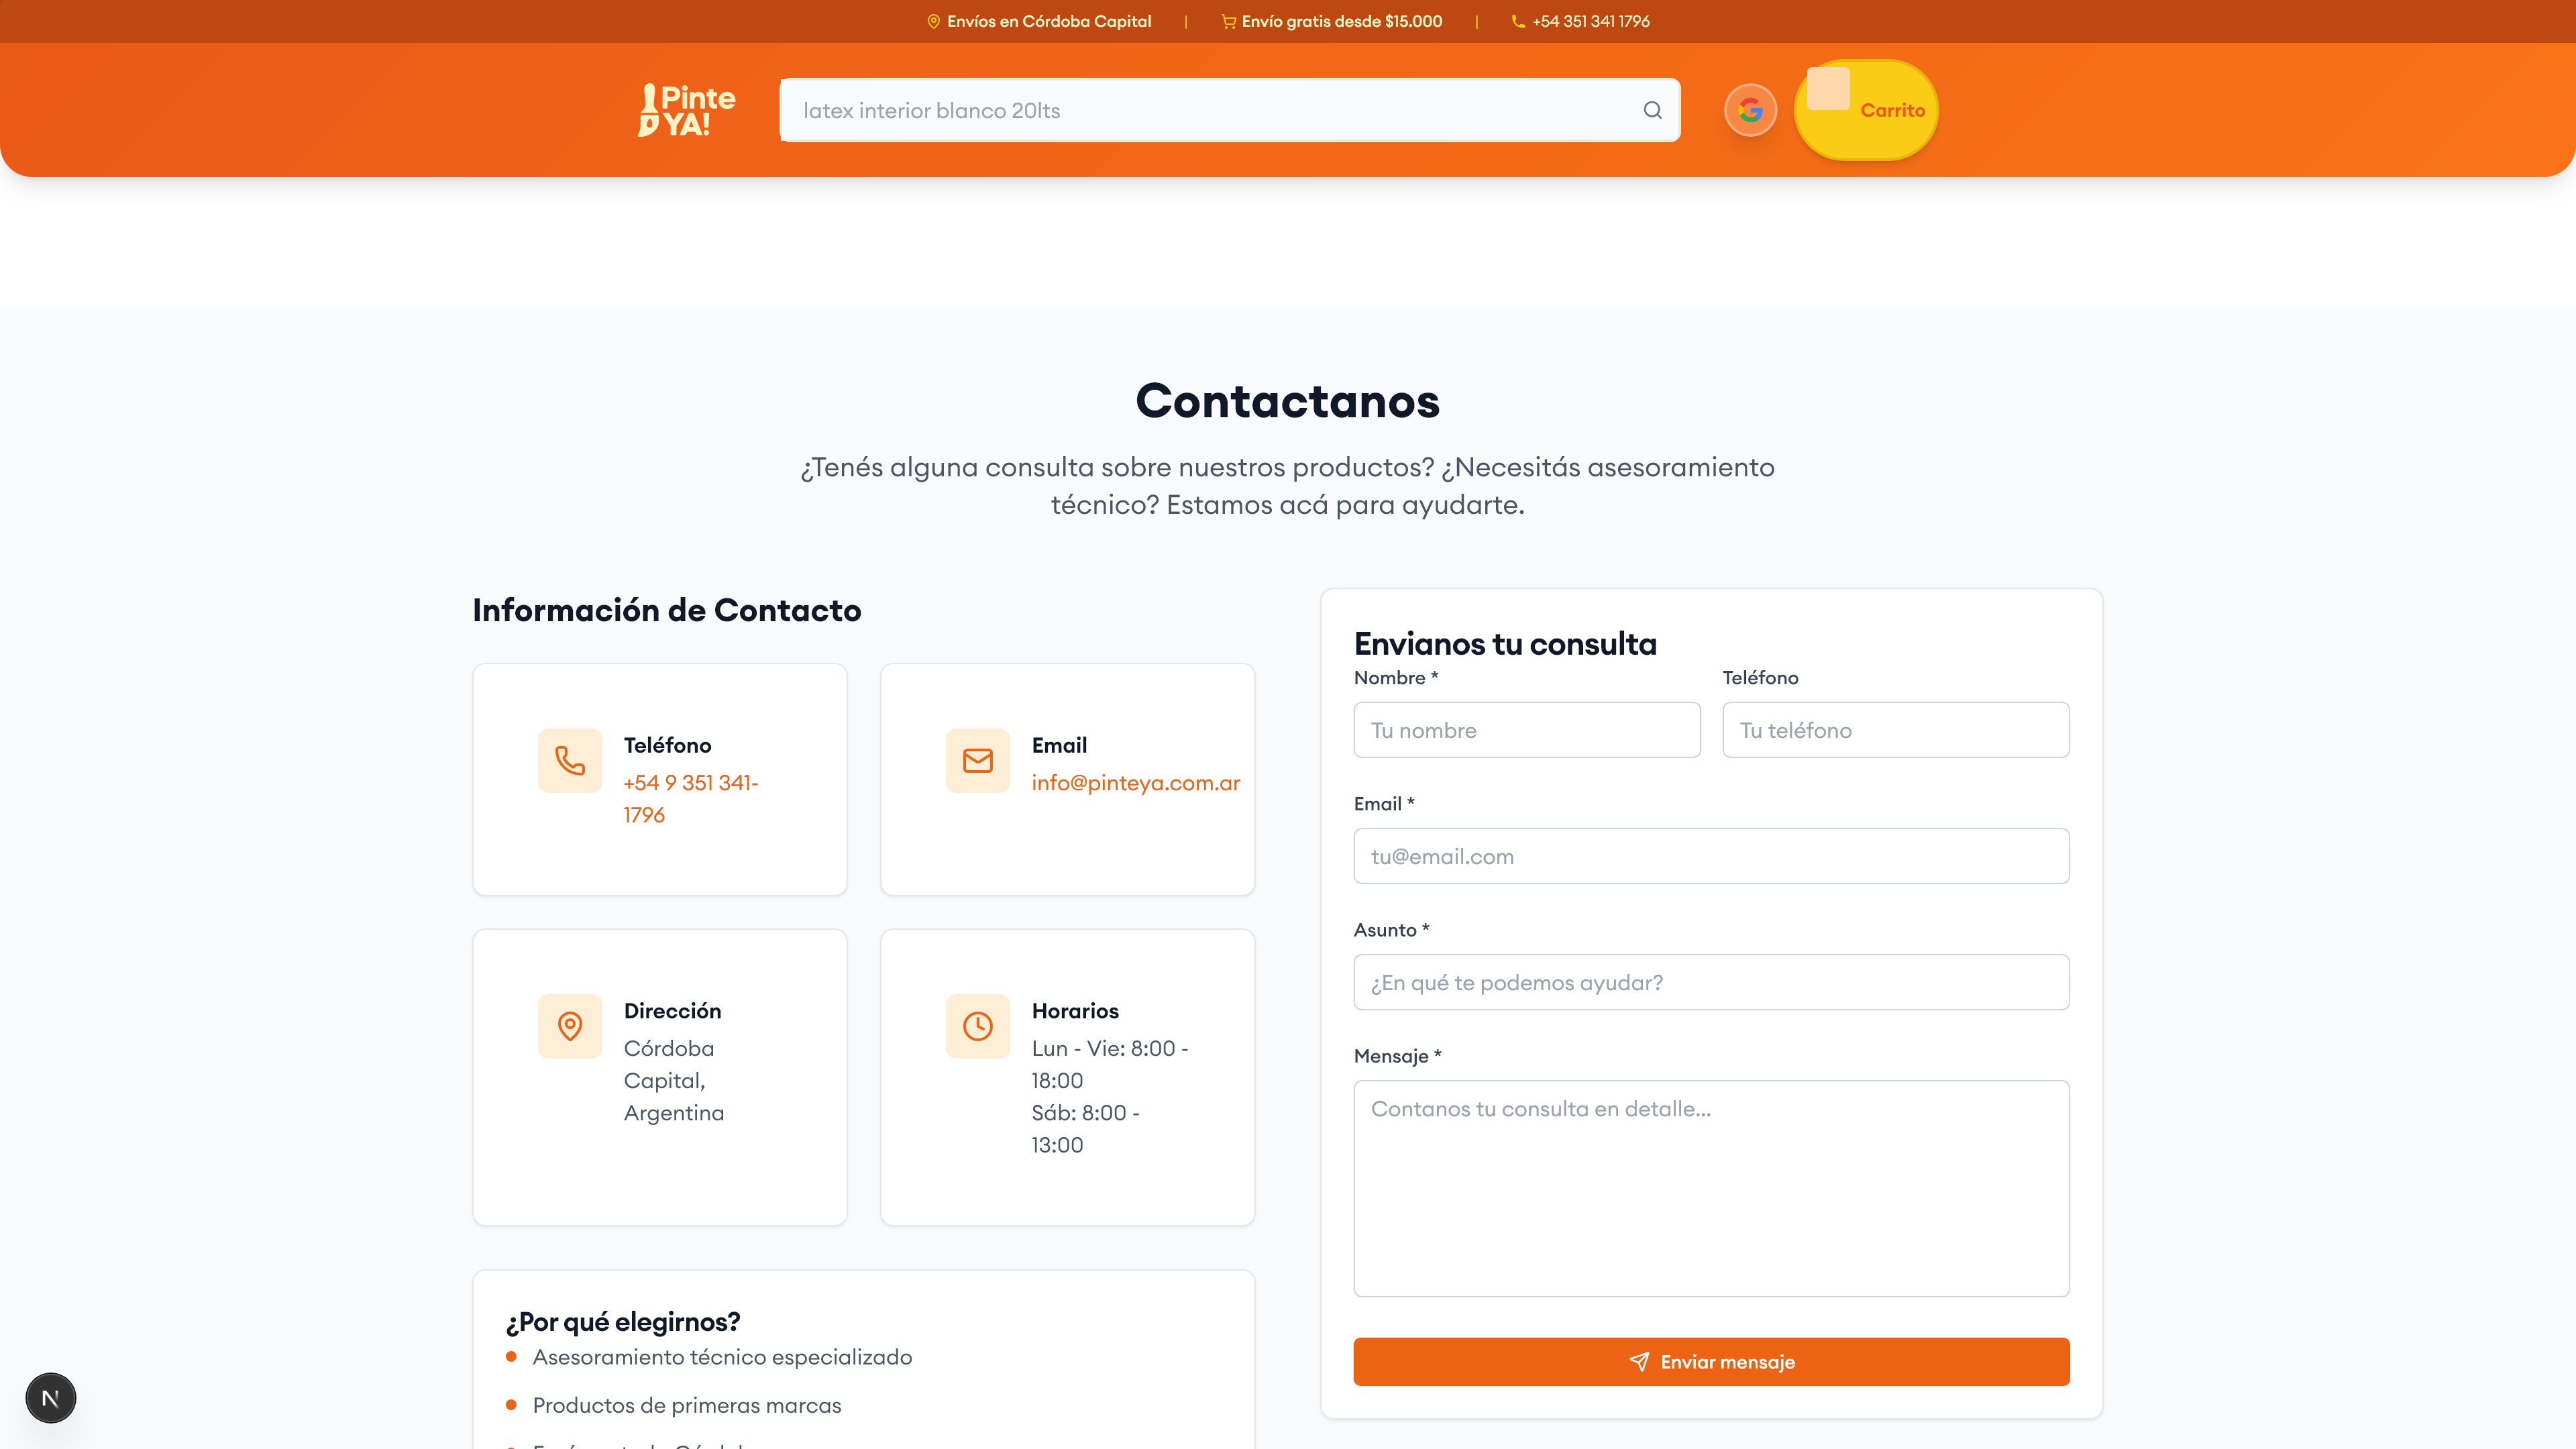 Envíos en Córdoba Capital | Envío gratis desde $15.000 | +54 351 341 1796
Pinte
YA!
latex interior blanco 20lts
Carrito
Contactanos
¿Tenés alguna consulta sobre nuestros productos? ¿Necesitás asesoramiento
técnico? Estamos acá para ayudarte.
Información de Contacto
Teléfono
+54 9 351 341-
1796
Email
info@pinteya.com.ar
Dirección
Córdoba
Capital,
Argentina
Horarios
Lun - Vie: 8:00 -
18:00
Sáb: 8:00 -
13:00
¿Por qué elegirnos?
Asesoramiento técnico especializado
Productos de primeras marcas
Envianos tu consulta
Nombre *
Tu nombre
Teléfono
Tu teléfono
Email *
tu@email.com
Asunto *
¿En qué te podemos ayudar?
Mensaje *
Contanos tu consulta en detalle...
Enviar mensaje
N